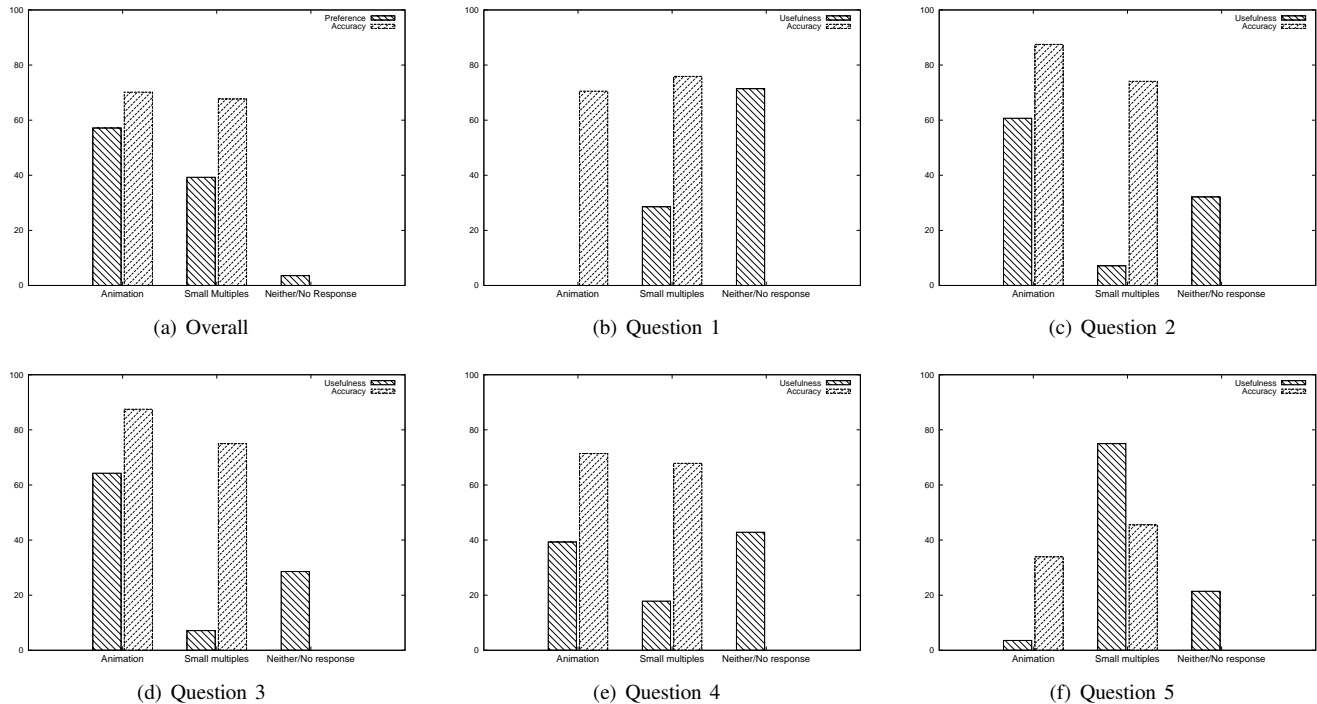 100
80
60
40
20
0
Preference
Accuracy
Animation Small Multiples Neither/No Response
(a) Overall
100
80
60
40
20
0
Usefulness
Accuracy
Animation Small multiples Neither/No response
(b) Question 1
100
80
60
40
20
0
Usefulness
Accuracy
Animation Small multiples Neither/No response
(c) Question 2
100
80
60
40
20
0
Usefulness
Accuracy
Animation Small multiples Neither/No response
(d) Question 3
100
80
60
40
20
0
Usefulness
Accuracy
Animation Small multiples Neither/No response
(e) Question 4
100
80
60
40
20
0
Usefulness
Accuracy
Animation Small multiples Neither/No response
(f) Question 5